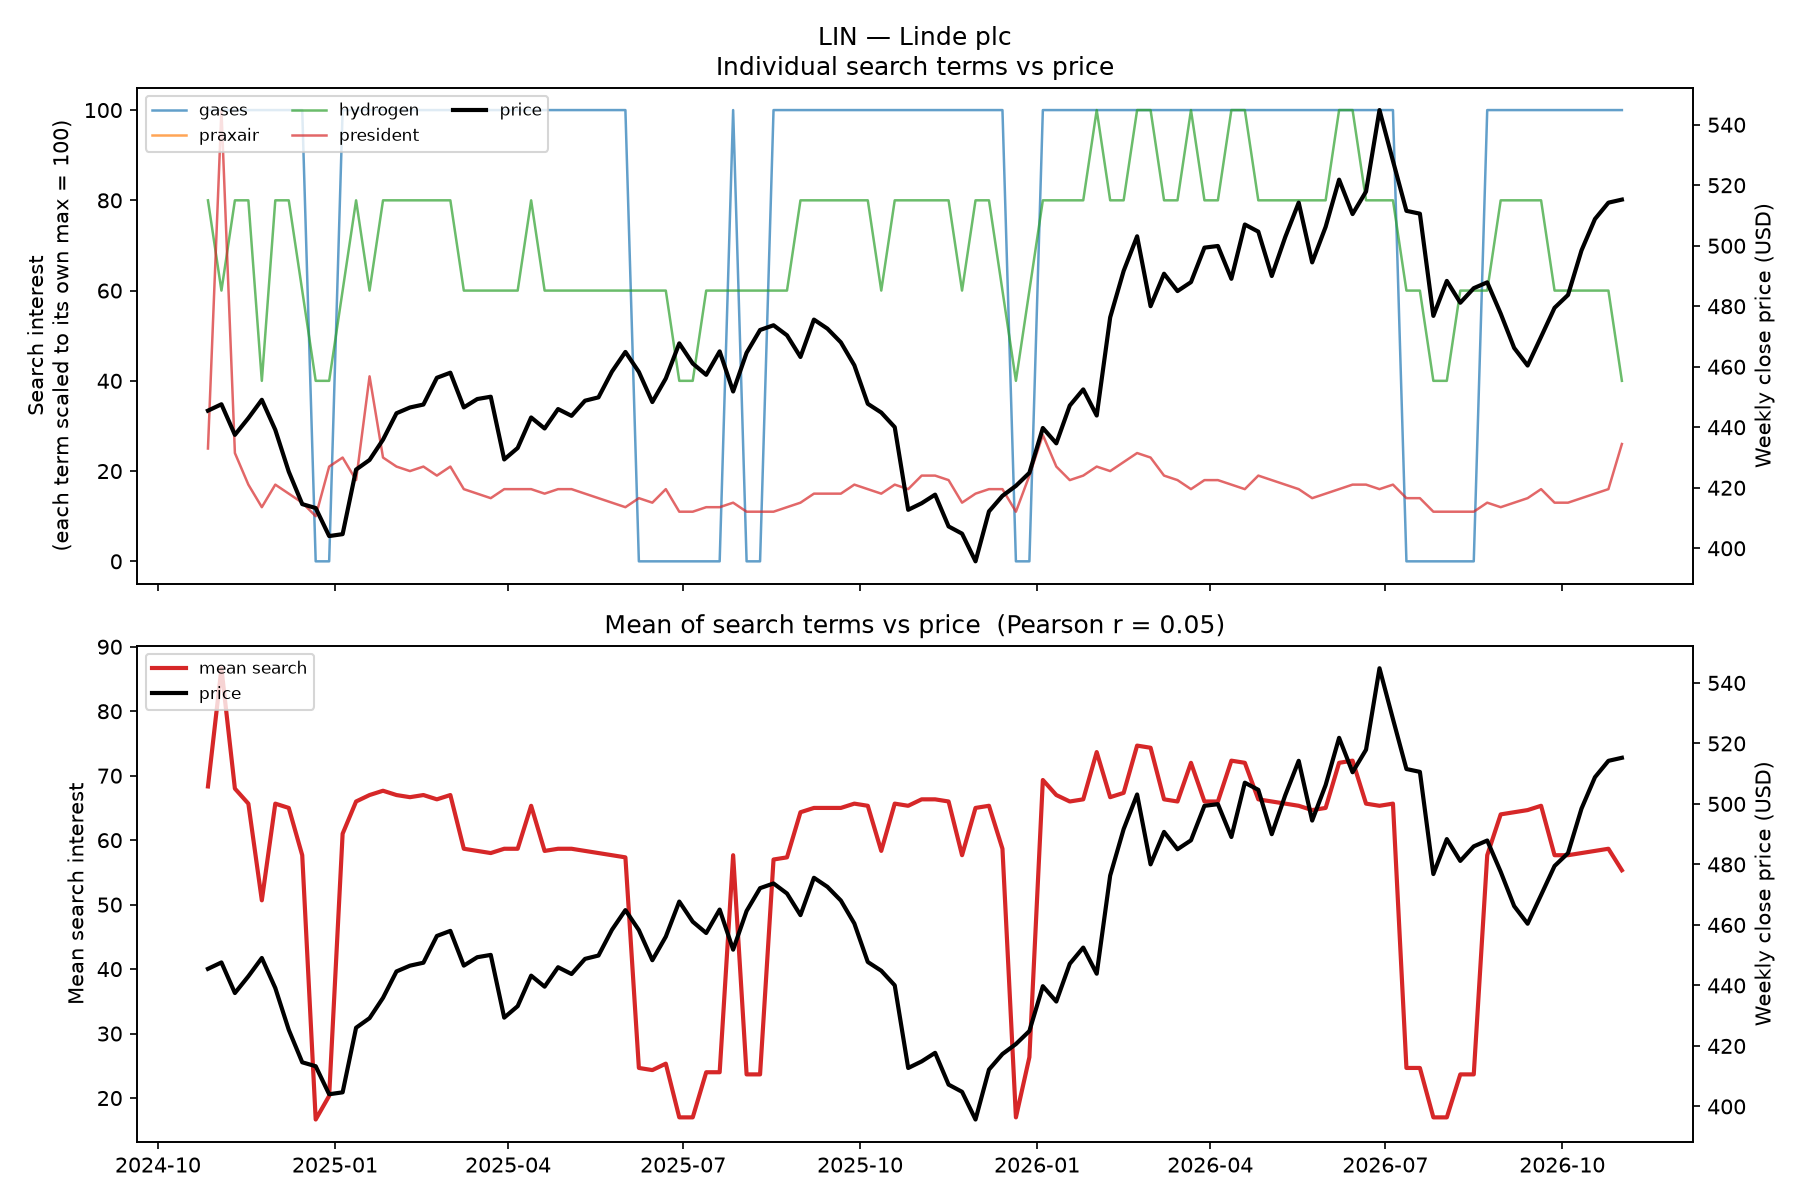 LIN — Linde plc
Individual search terms vs price
gases
praxair
hydrogen
president
price
Search interest
(each term scaled to its own max = 100)
100
80
60
40
20
0
Weekly close price (USD)
540
520
500
480
460
440
420
400
Mean of search terms vs price  (Pearson r = 0.05)
mean search
price
Mean search interest
90
80
70
60
50
40
30
20
Weekly close price (USD)
540
520
500
480
460
440
420
400
2024-10
2025-01
2025-04
2025-07
2025-10
2026-01
2026-04
2026-07
2026-10